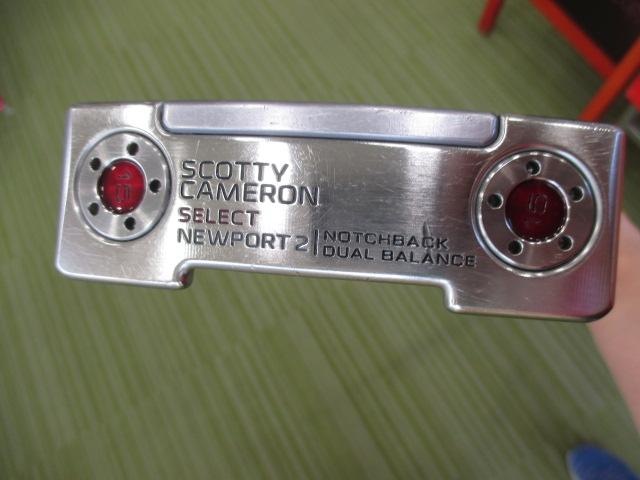 SCOTTY
CAMERON
SELECT
NEWPORT 2 | NOTCHBACK
DUAL BALANCE